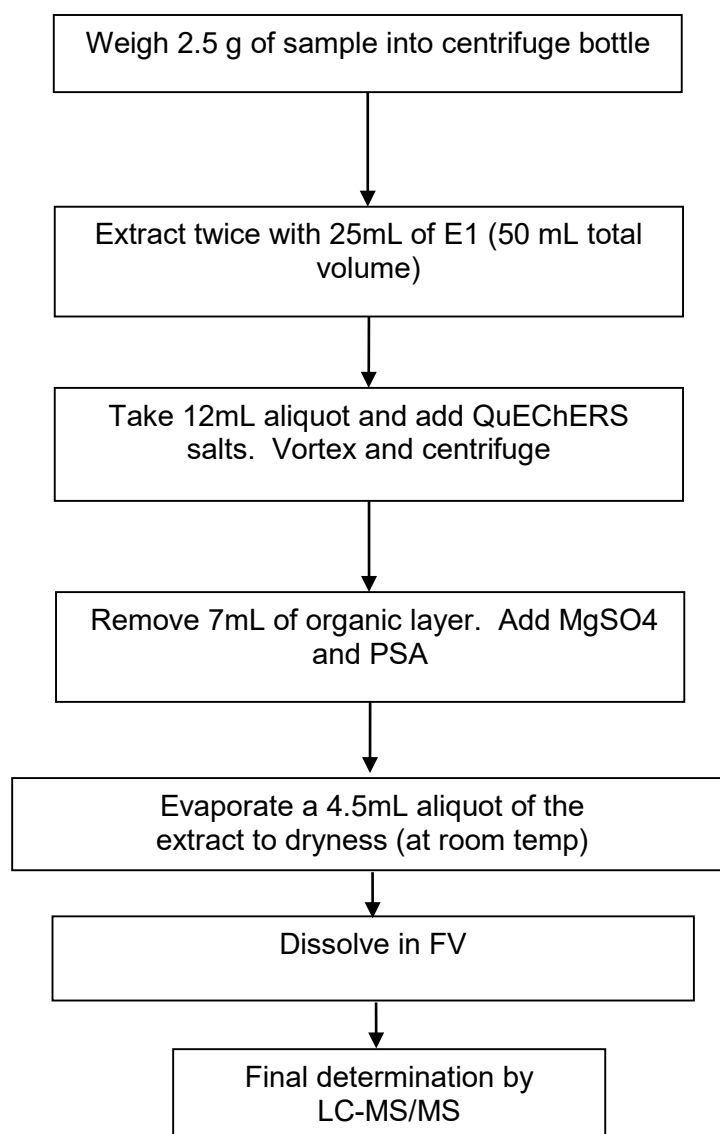 Weigh 2.5 g of sample into centrifuge bottle
Extract twice with 25mL of E1 (50 mL total
volume)
Take 12mL aliquot and add QuEChERS
salts.  Vortex and centrifuge
Remove 7mL of organic layer.  Add MgSO4
and PSA
Evaporate a 4.5mL aliquot of the
extract to dryness (at room temp)
Dissolve in FV
Final determination by
LC-MS/MS